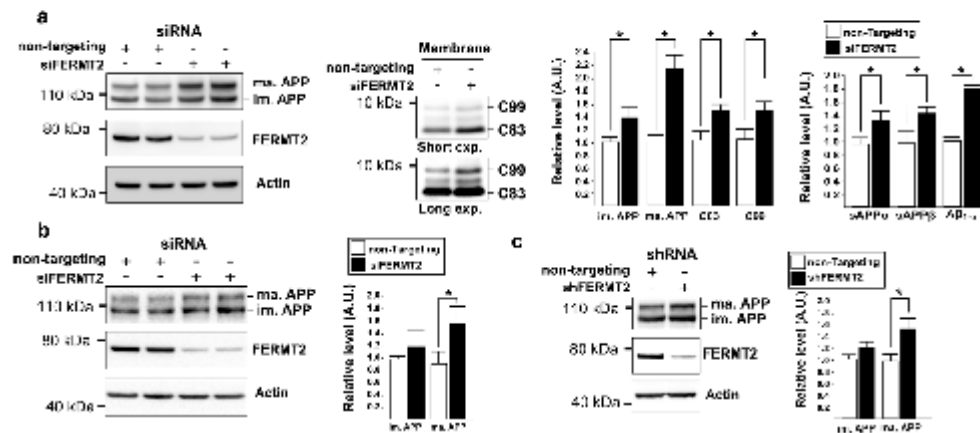 a
siRNA
non-targeting + + - -
siFERMT2 - - + +
110 kDa
ma. APP
im. APP
80 kDa
FERMT2
40 kDa
Actin
Membrane
non-targeting + -
siFERMT2 - +
10 kDa
C99
C83
Short exp.
10 kDa
C99
C83
Long exp.
Relative level (A.U.)
im. APP ma. APP
non-Targeting
siFERMT2
Relative level (A.U.)
sAPPα sAPPβ
b
siRNA
non-targeting + + - -
siFERMT2 - - + +
110 kDa
ma. APP
im. APP
80 kDa
FERMT2
40 kDa
Actin
non-Targeting
siFERMT2
Relative level (A.U.)
im. APP ma. APP
c
shRNA
non-targeting + -
shFERMT2 - +
110 kDa
ma. APP
im. APP
80 kDa
FERMT2
40 kDa
Actin
non-Targeting
shFERMT2
Relative level (A.U.)
im. APP ma. APP